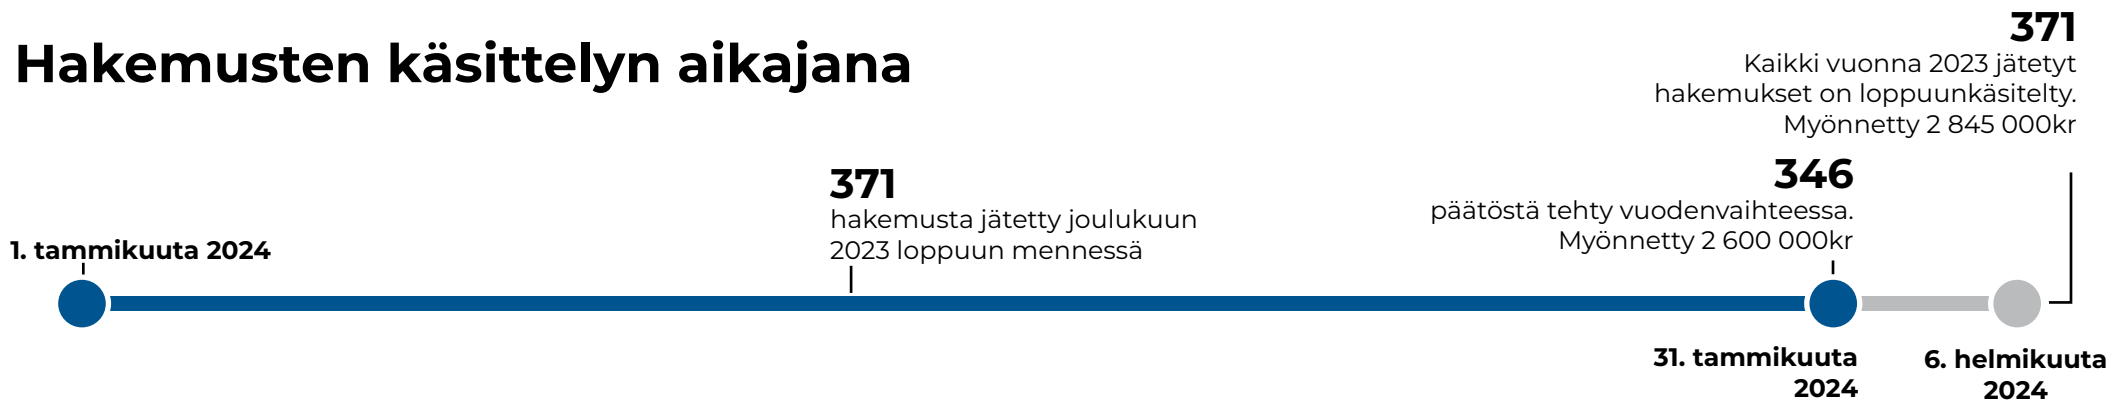 Hakemusten käsittelyn aikajana
371
Kaikki vuonna 2023 jätetyt
hakemukset on loppuunkäsitelty.
Myönnetty 2 845 000kr
346
päätöstä tehty vuodenvaihteessa.
Myönnetty 2 600 000kr
371
hakemusta jätetty joulukuun
2023 loppuun mennessä
1. tammikuuta 2024
31. tammikuuta
2024
6. helmikuuta
2024